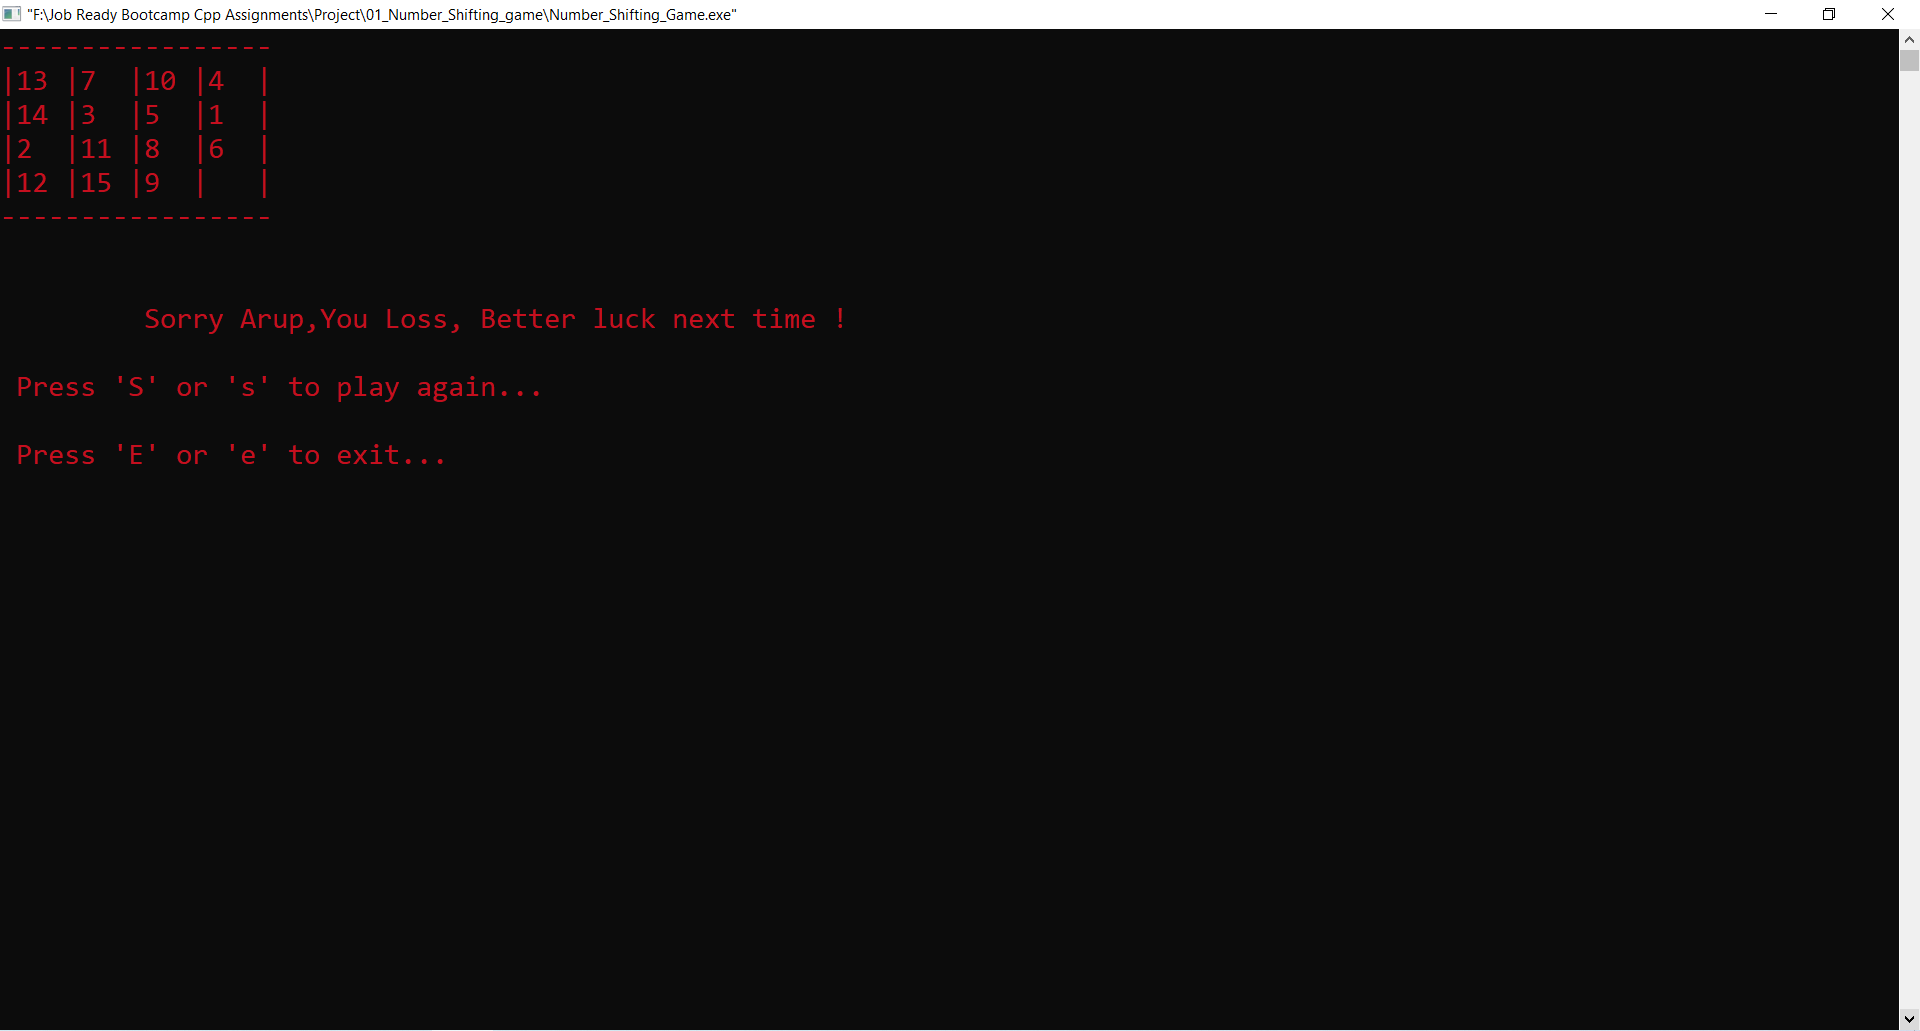 "F:\Job Ready Bootcamp Cpp Assignments\Project\01_Number_Shifting_game\Number_Shifting_Game.exe"
-----------------
|13 |7  |10 |4  |
|14 |3  |5  |1  |
|2  |11 |8  |6  |
|12 |15 |9  |   |
-----------------
Sorry Arup,You Loss, Better luck next time !
Press 'S' or 's' to play again...
Press 'E' or 'e' to exit...